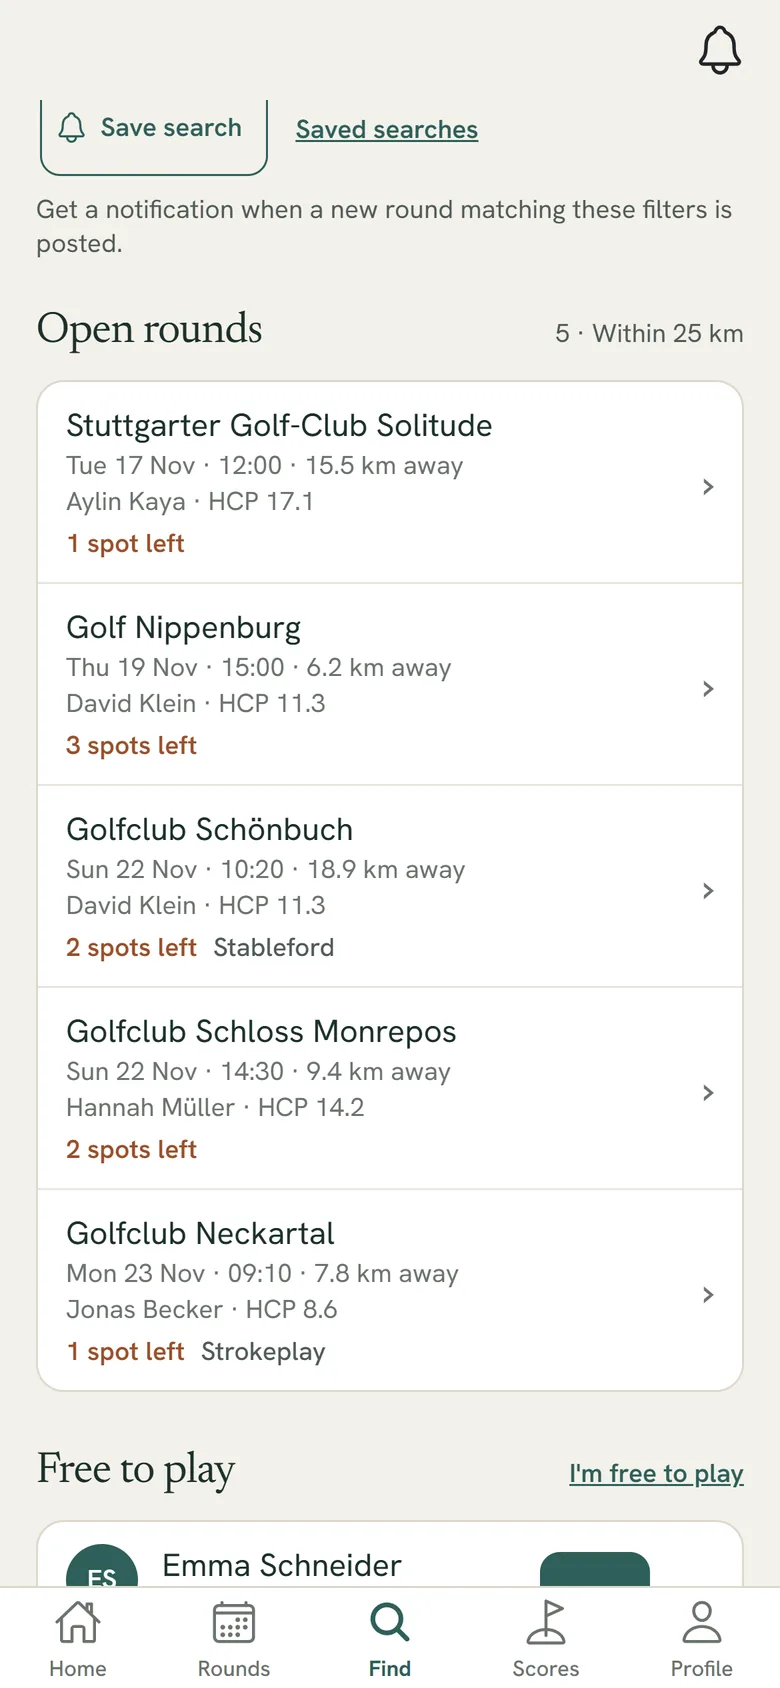 Save search
Saved searches
Get a notification when a new round matching these filters is
posted.
Open rounds
5 · Within 25 km
Stuttgarter Golf-Club Solitude
Tue 17 Nov · 12:00 · 15.5 km away
Aylin Kaya · HCP 17.1
1 spot left
Golf Nippenburg
Thu 19 Nov · 15:00 · 6.2 km away
David Klein · HCP 11.3
3 spots left
Golfclub Schönbuch
Sun 22 Nov · 10:20 · 18.9 km away
David Klein · HCP 11.3
2 spots left Stableford
Golfclub Schloss Monrepos
Sun 22 Nov · 14:30 · 9.4 km away
Hannah Müller · HCP 14.2
2 spots left
Golfclub Neckartal
Mon 23 Nov · 09:10 · 7.8 km away
Jonas Becker · HCP 8.6
1 spot left Strokeplay
Free to play
I'm free to play
ES
Emma Schneider
Home
Rounds
Find
Scores
Profile